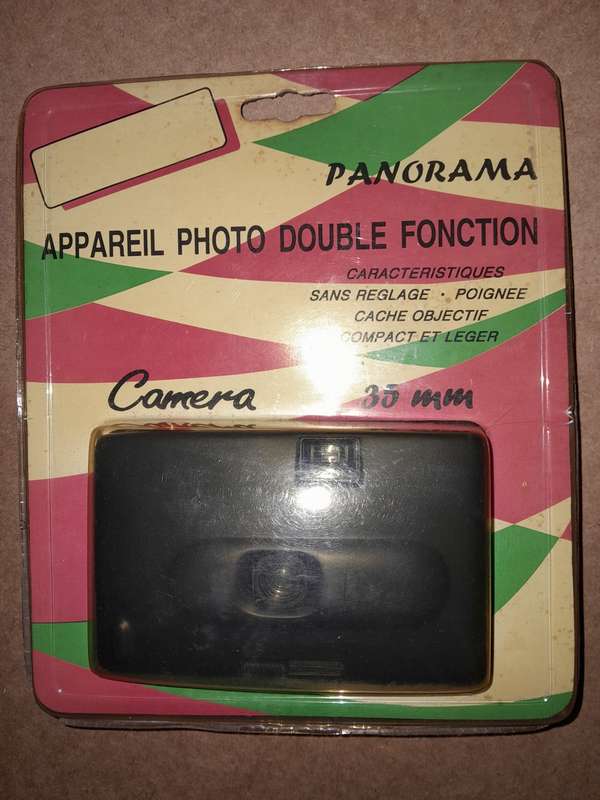 PANORAMA
APPAREIL PHOTO DOUBLE FONCTION
CARACTERISTIQUES
SANS REGLAGE • POIGNEE
CACHE OBJECTIF
COMPACT ET LEGER
Camera 35 mm